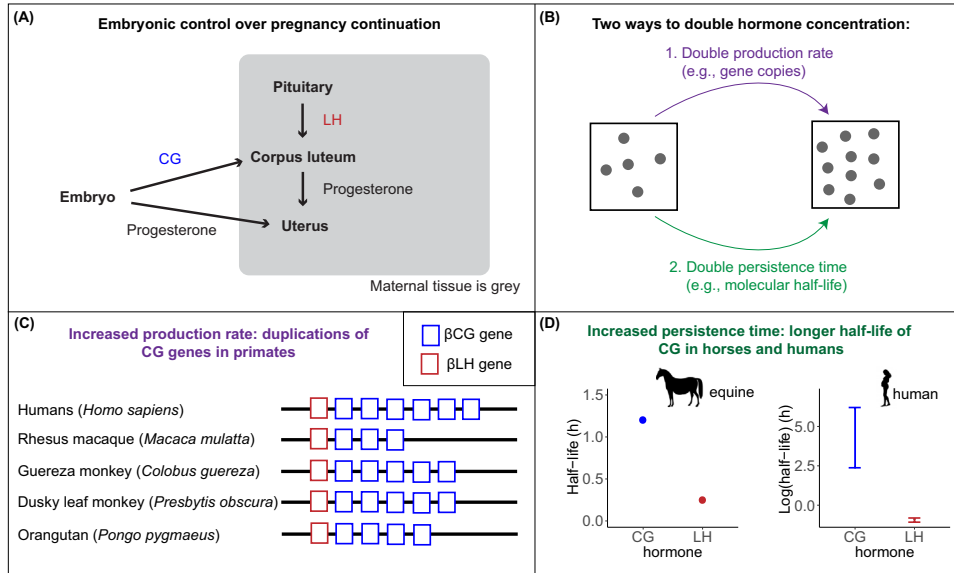 (A)
Embryonic control over pregnancy continuation
Pituitary
LH
CG
Corpus luteum
Embryo
Progesterone
Progesterone
Uterus
Maternal tissue is grey
(B)
Two ways to double hormone concentration:
1. Double production rate
(e.g., gene copies)
2. Double persistence time
(e.g., molecular half-life)
(C)
Increased production rate: duplications of
CG genes in primates
βCG gene
βLH gene
Humans (Homo sapiens)
Rhesus macaque (Macaca mulatta)
Guereza monkey (Colobus guereza)
Dusky leaf monkey (Presbytis obscura)
Orangutan (Pongo pygmaeus)
(D)
Increased persistence time: longer half-life of
CG in horses and humans
equine
Half−life (h)
1.5
1.0
0.5
0.0
CG
LH
hormone
human
Log(half−life) (h)
5.0
0.0
CG
LH
hormone